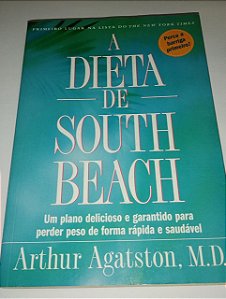 PRIMEIRO LUGAR NA LISTA DO THE NEW YORK TIMES
Perca a
barriga
primeiro!
A
DIETA
DE
SOUTH
BEACH
Um plano delicioso e garantido para
perder peso de forma rápida e saudável
Arthur Agatston, M.D.